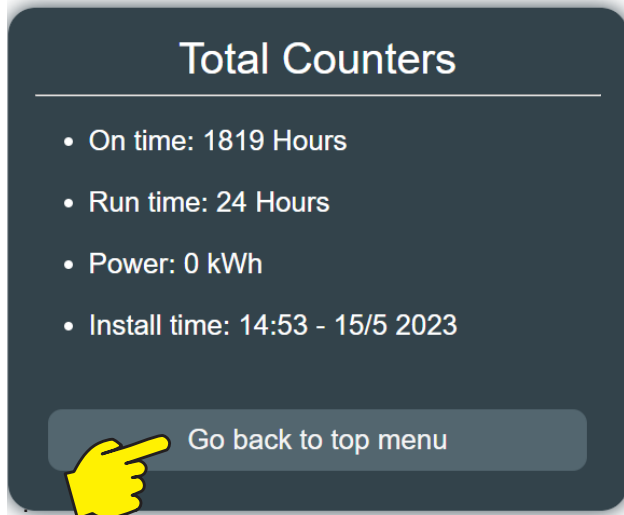 Total Counters
• On time: 1819 Hours
• Run time: 24 Hours
• Power: 0 kWh
• Install time: 14:53 - 15/5 2023
Go back to top menu